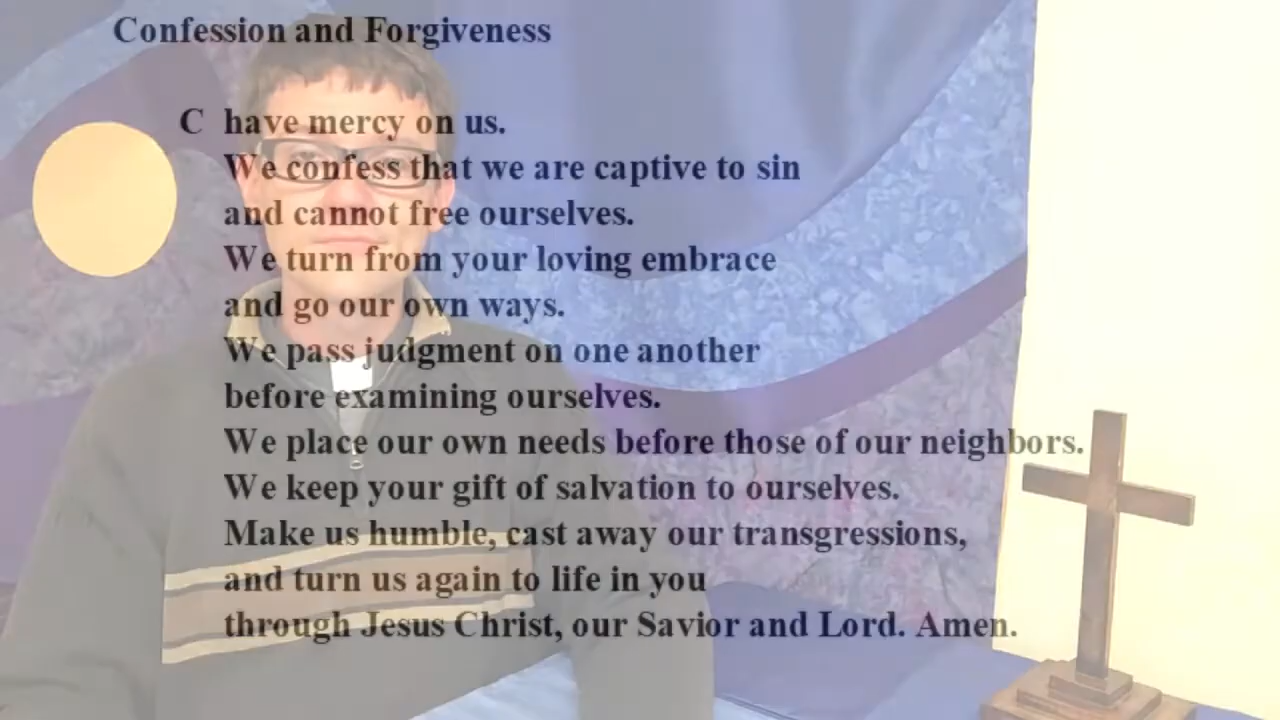 Confession and Forgiveness
C have mercy on us.
We confess that we are captive to sin
and cannot free ourselves.
We turn from your loving embrace
and go our own ways.
We pass judgment on one another
before examining ourselves.
We place our own needs before those of our neighbors.
We keep your gift of salvation to ourselves.
Make us humble, cast away our transgressions,
and turn us again to life in you
through Jesus Christ, our Savior and Lord. Amen.